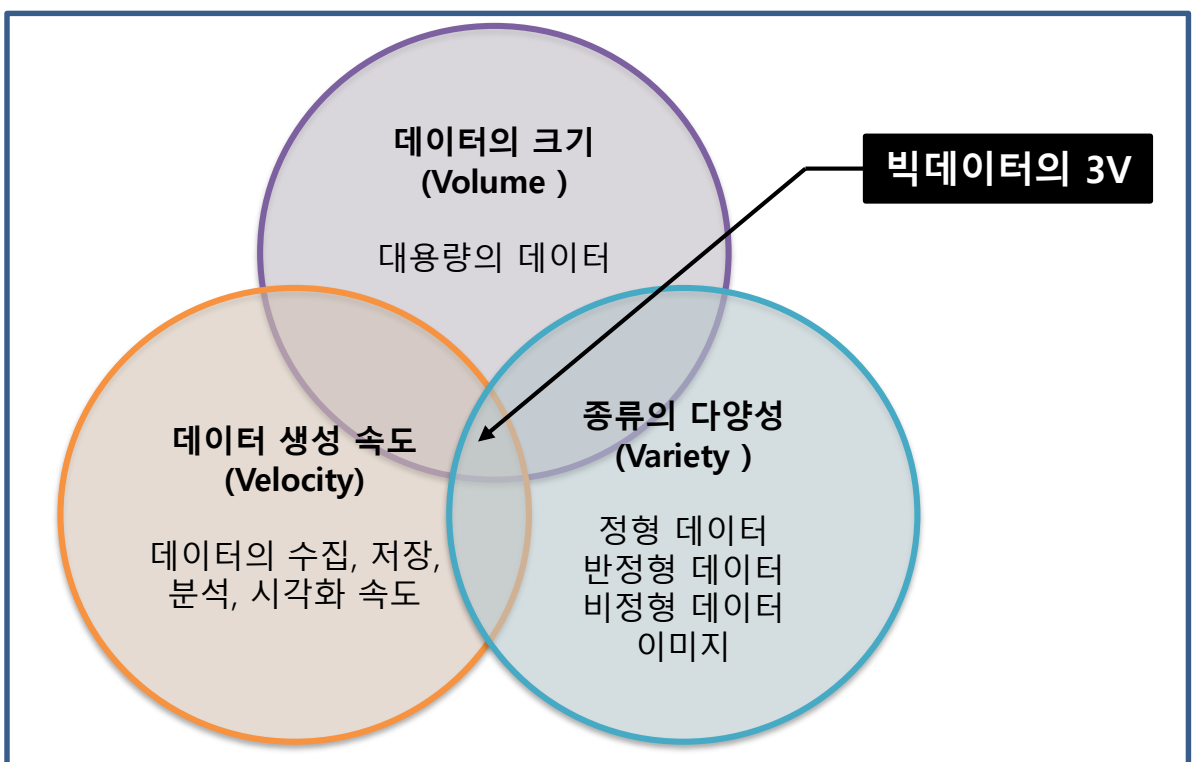 데이터의 크기
(Volume )
대용량의 데이터
빅데이터의 3V
데이터 생성 속도
(Velocity)
데이터의 수집, 저장,
분석, 시각화 속도
종류의 다양성
(Variety )
정형 데이터
반정형 데이터
비정형 데이터
이미지